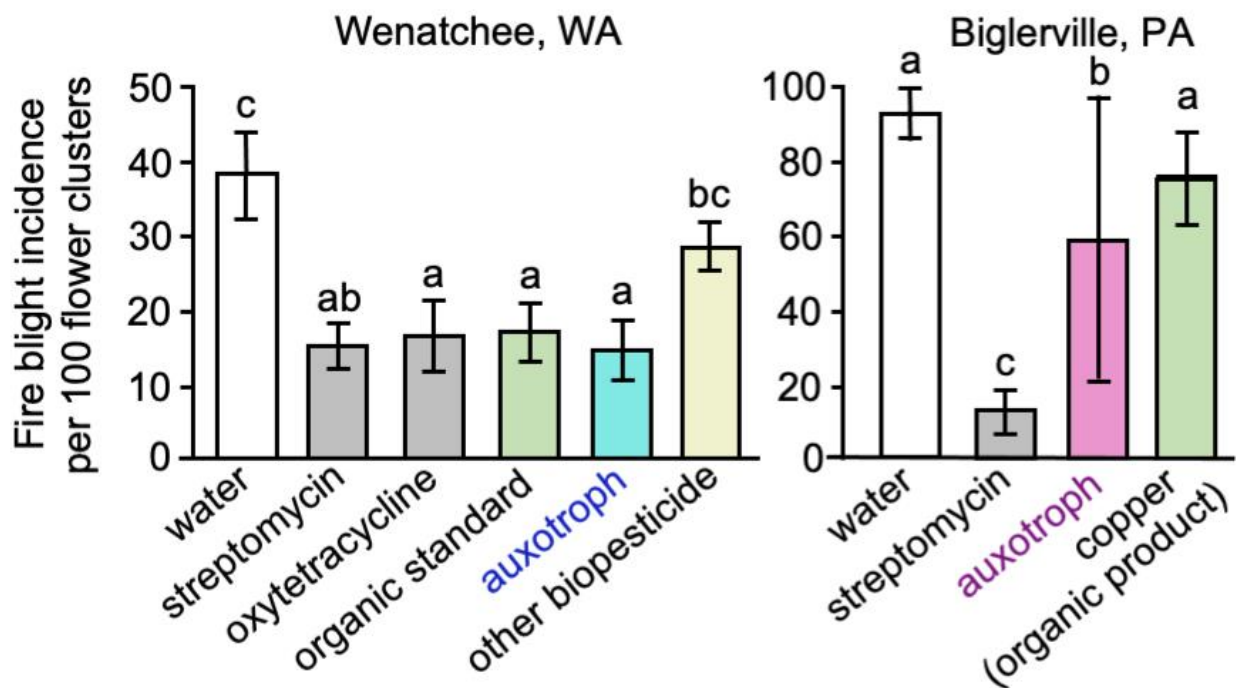 Wenatchee, WA
Fire blight incidence
per 100 flower clusters
50
40
30
20
10
0
c
ab
a
a
a
bc
water
streptomycin
oxytetracycline
organic standard
auxotroph
other biopesticide
Biglerville, PA
100
80
60
40
20
0
a
c
b
a
water
streptomycin
auxotroph
copper
(organic product)